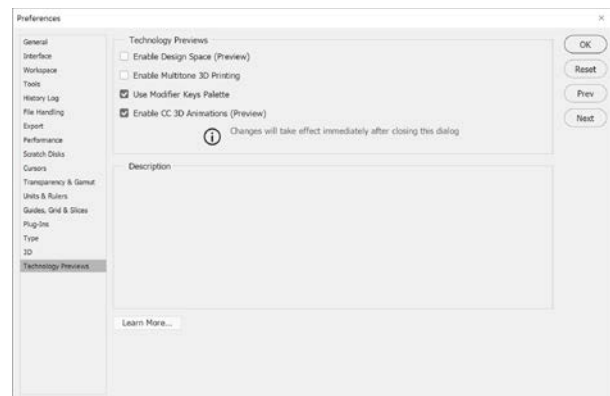 Preferences
General
Interface
Workspace
Tools
History Log
File Handling
Export
Performance
Scratch Disks
Cursors
Transparency & Gamut
Units & Rulers
Guides, Grid & Slices
Plug-Ins
Type
3D
Technology Previews
Technology Previews
Enable Design Space (Preview)
Enable Multitone 3D Printing
Use Modifier Keys Palette
Enable CC 3D Animations (Preview)
Changes will take effect immediately after closing this dialog
Description
Learn More...
OK
Reset
Prev
Next